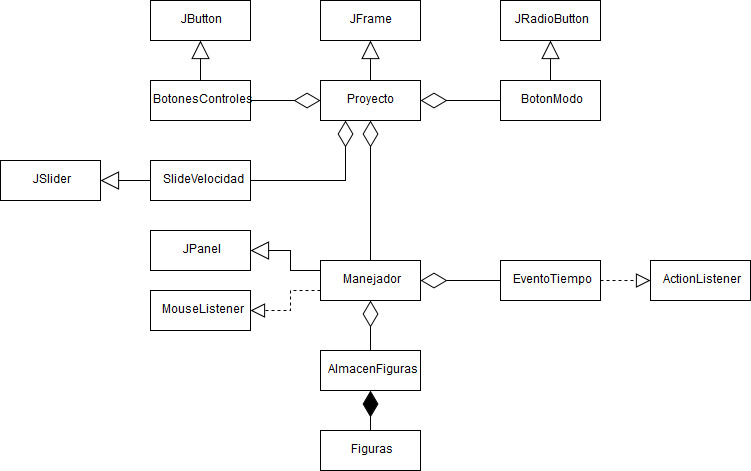 JButton
JFrame
JRadioButton
BotonesControles
Proyecto
BotonModo
JSlider
SlideVelocidad
JPanel
Manejador
EventoTiempo
ActionListener
MouseListener
AlmacenFiguras
Figuras